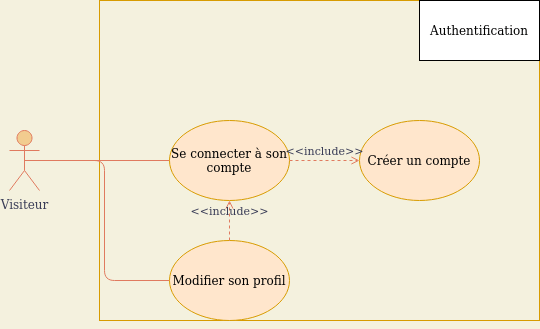 Authentification
Se connecter à son
compte
<<include>>
Créer un compte
Visiteur
<<include>>
Modifier son profil